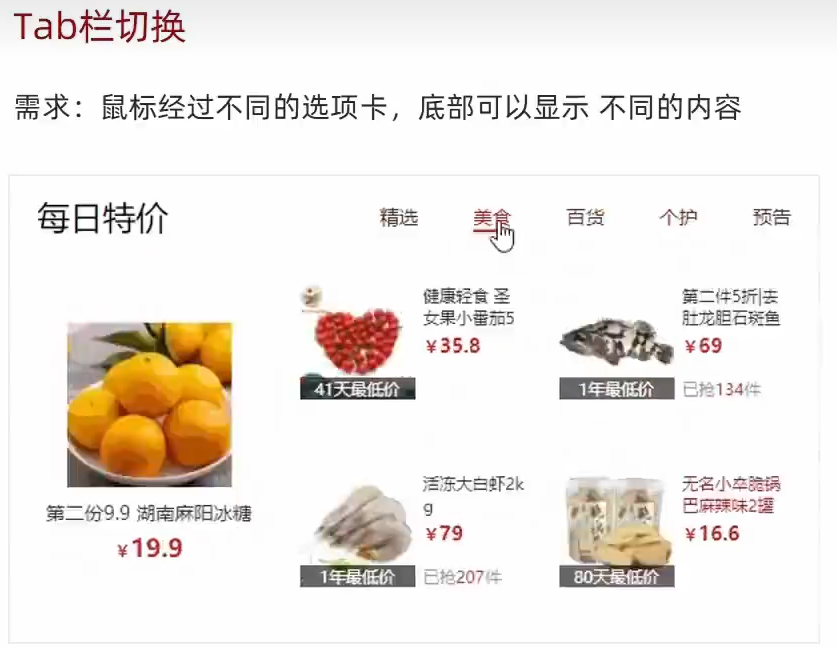 Tab栏切换
需求：鼠标经过不同的选项卡，底部可以显示 不同的内容
每日特价
精选
美食
百货
个护
预告
第二份9.9 湖南麻阳冰糖
￥19.9
健康轻食 圣
女果小番茄5
￥35.8
41天最低价
第二件5折|去
肚龙胆石斑鱼
￥69
1年最低价
已抢134件
活冻大白虾2k
g
￥79
1年最低价
已抢207件
无名小卒脆锅
巴麻辣味2罐
￥16.6
80天最低价